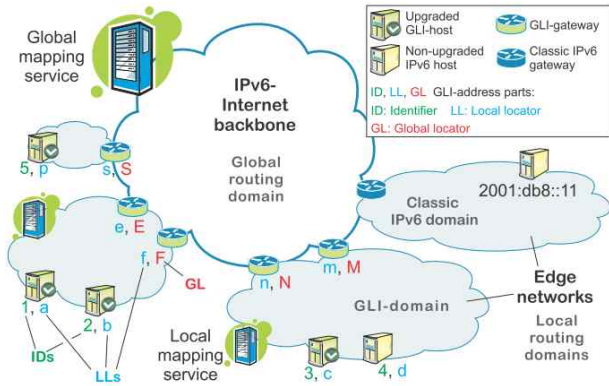 Global
mapping
service
IPv6-
Internet
backbone
Global
routing
domain
Upgraded
GLI-host
GLI-gateway
Non-upgraded
IPv6 host
Classic IPv6
gateway
ID, LL, GL GLI-address parts:
ID: Identifier LL: Local locator
GL: Global locator
5, p
s, S
2001:db8::11
Classic
IPv6 domain
e, E
f, F
GL
n, N
m, M
Edge
networks
Local
routing
domains
GLI-domain
1, a
2, b
IDs
LLs
Local
mapping
service
3, c
4, d